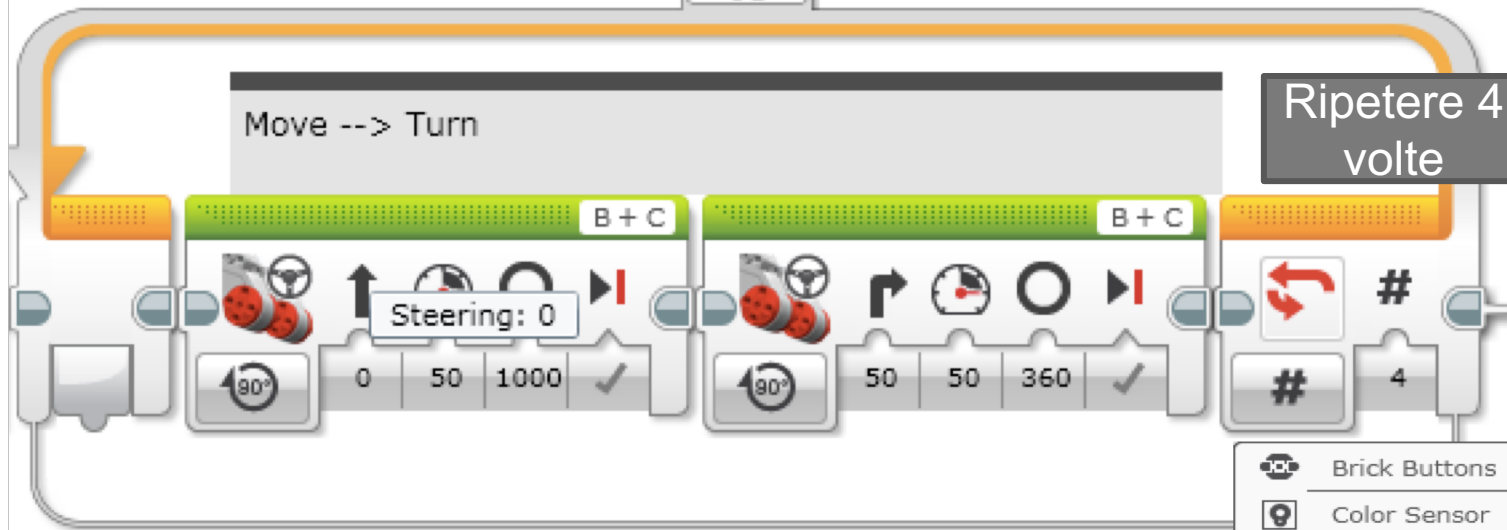 Move --> Turn
Ripetere 4
volte
B + C
B + C
Steering: 0
#
90°
0
50
1000
90°
50
50
360
#
4
Brick Buttons
Color Sensor